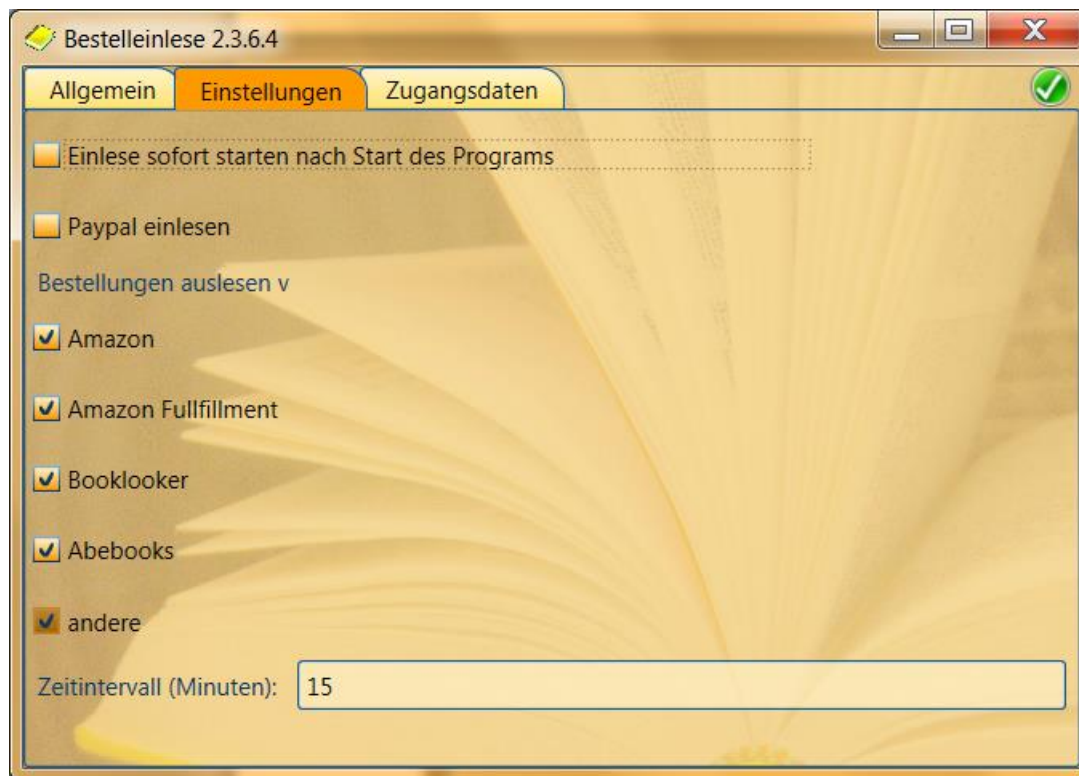 Bestelleinlese 2.3.6.4
Allgemein Einstellungen Zugangsdaten
Einlese sofort starten nach Start des Programs
Paypal einlesen
Bestellungen auslesen v
Amazon
Amazon Fullfillment
Booklooker
Abebooks
andere
Zeitintervall (Minuten): 15